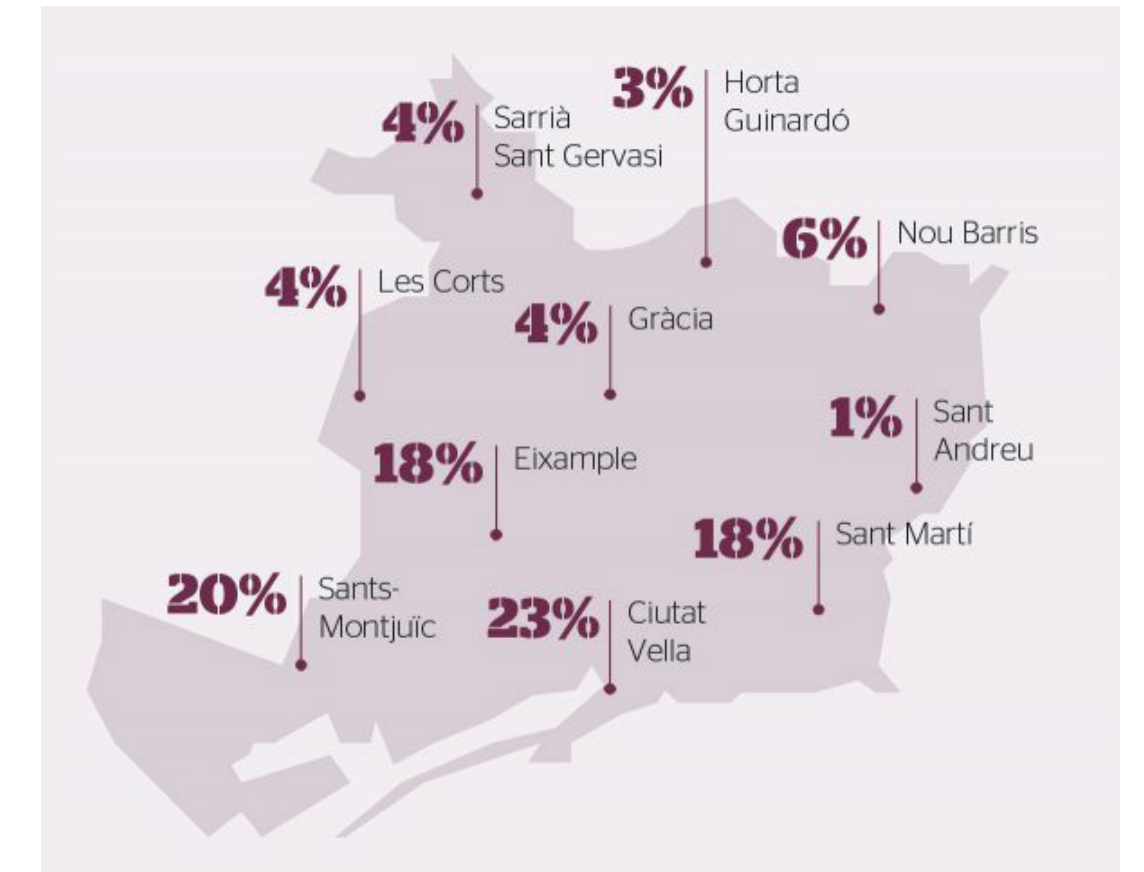 3%
Horta
Guinardó
4%
Sarrià
Sant Gervasi
6%
Nou Barris
4%
Les Corts
4%
Gràcia
1%
Sant
Andreu
18%
Eixample
18%
Sant Martí
20%
Sants-
Montjuïc
23%
Ciutat
Vella